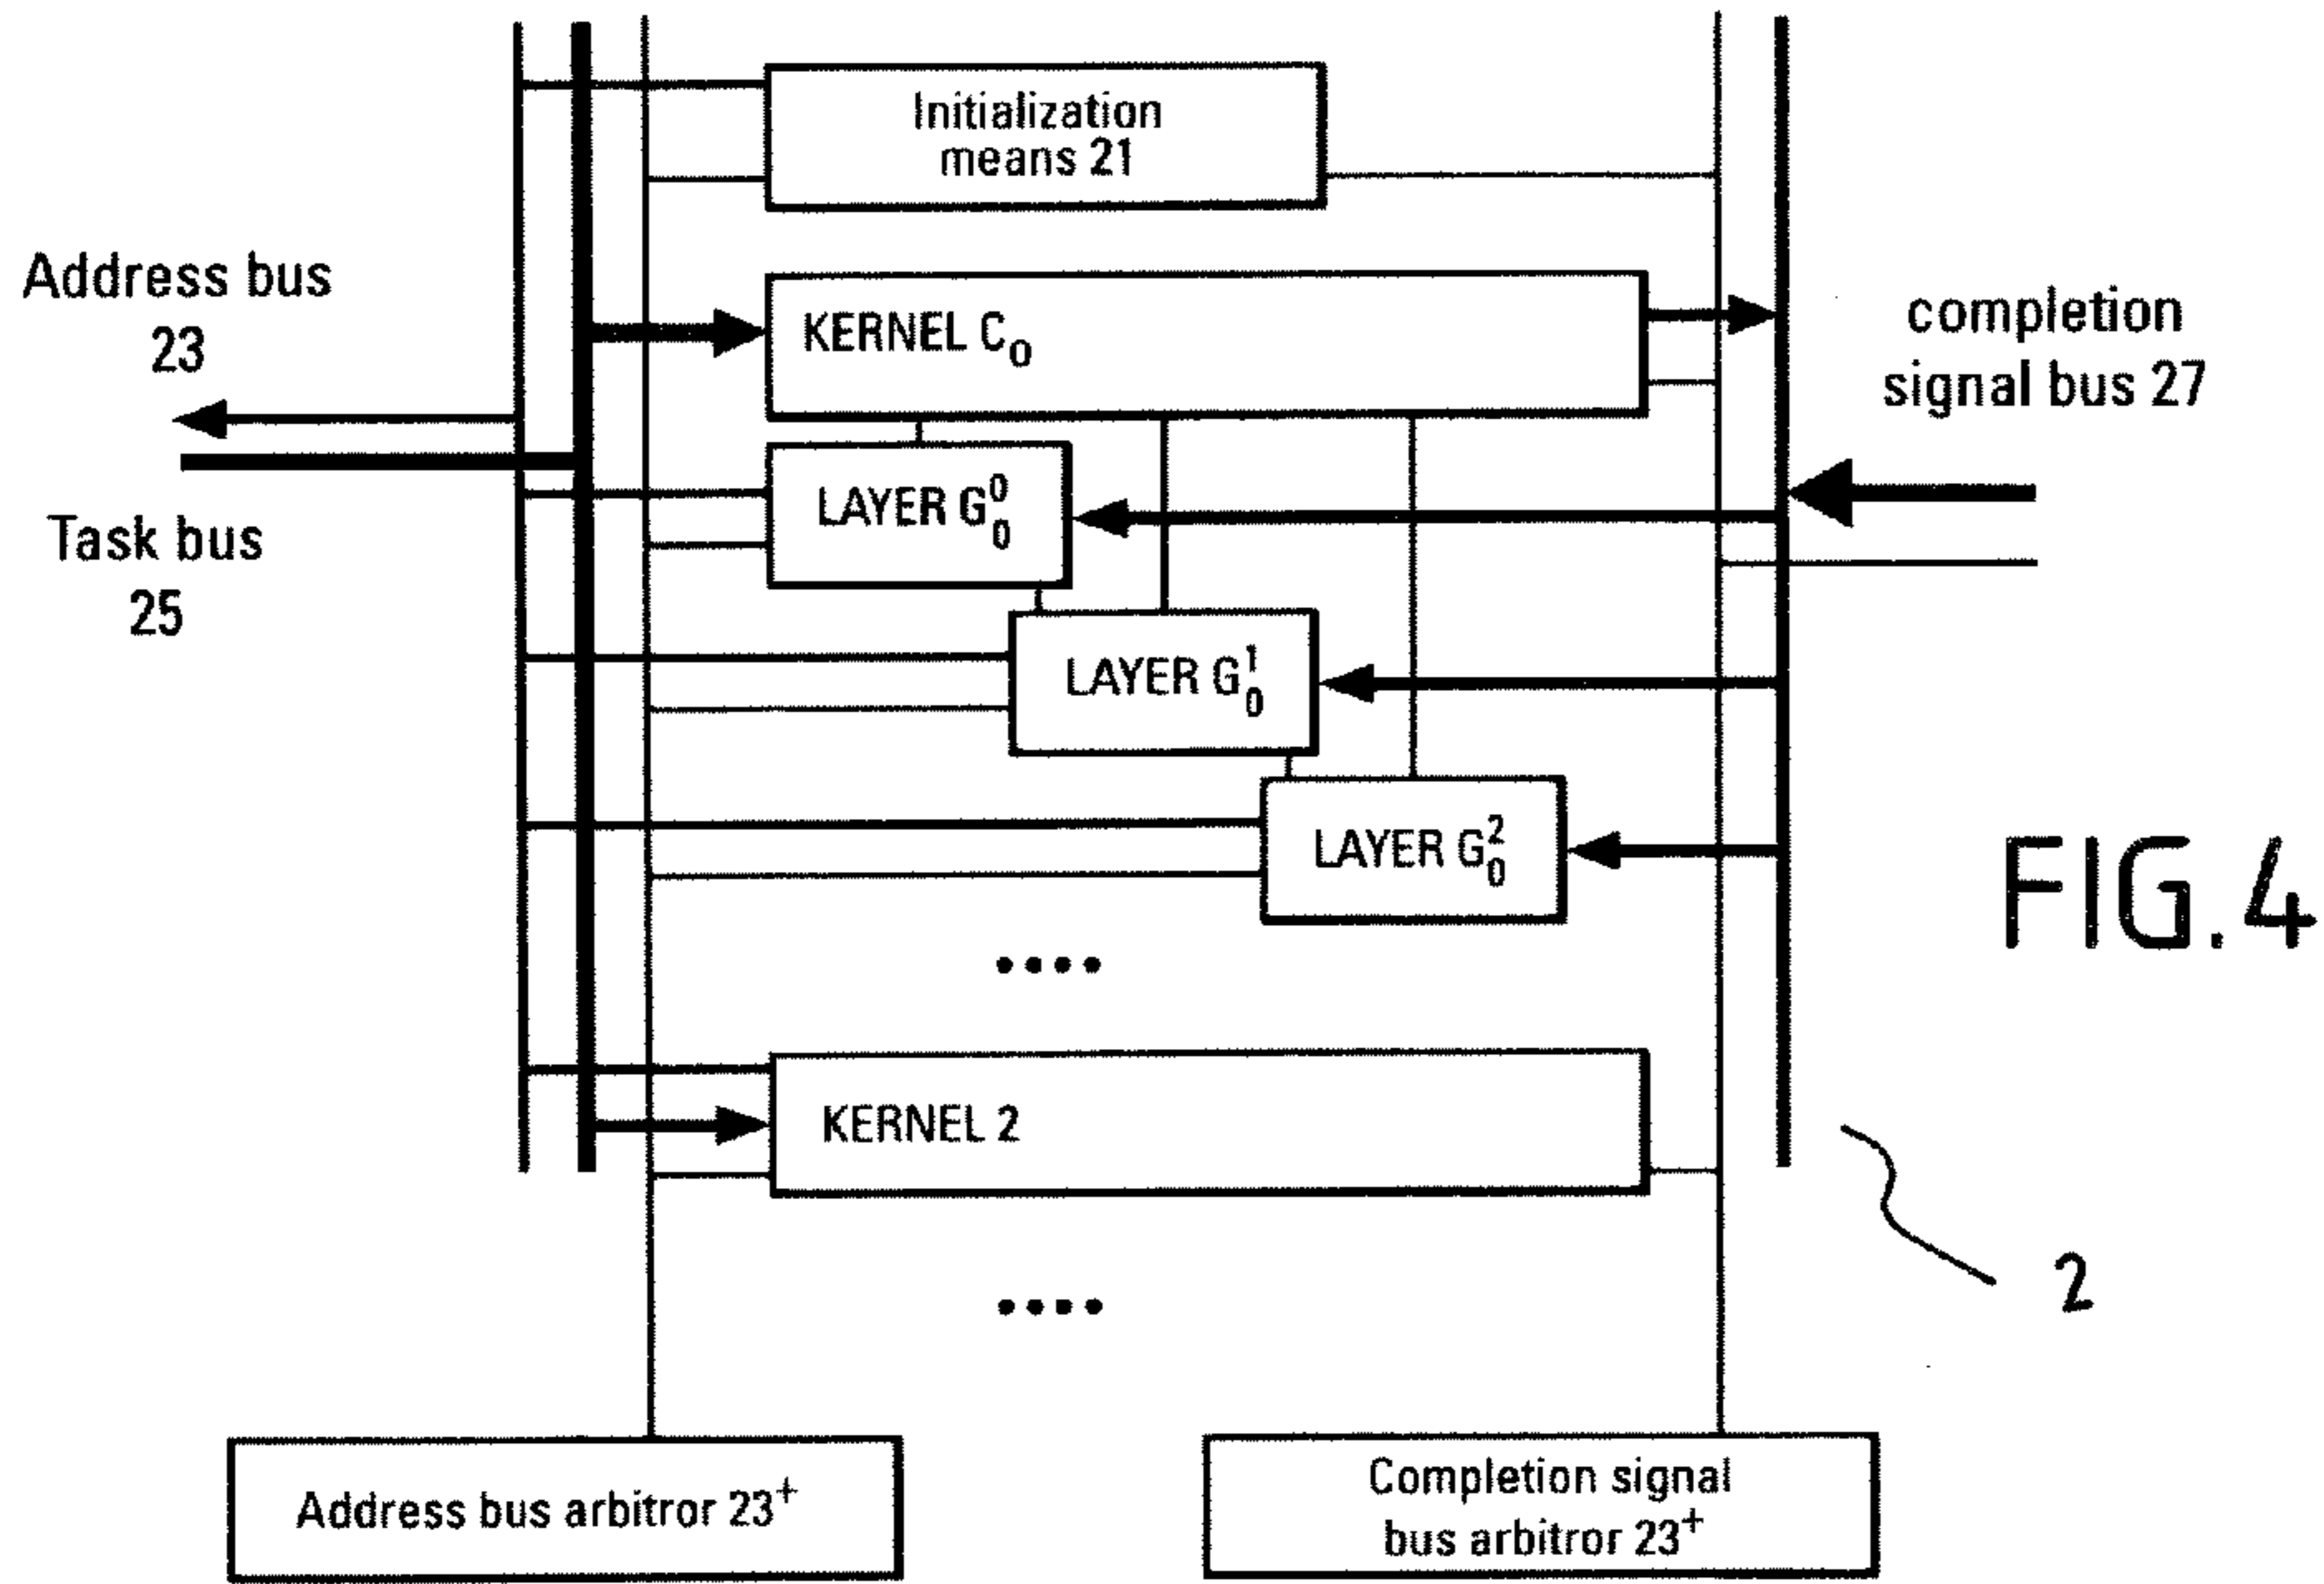 Initialization
means 21
Address bus
23
KERNEL C₀
completion
signal bus 27
LAYER G₀⁰
Task bus
25
LAYER G₀¹
LAYER G₀²
FIG.4
....
KERNEL 2
2
....
Address bus arbitror 23⁺
Completion signal
bus arbitror 23⁺